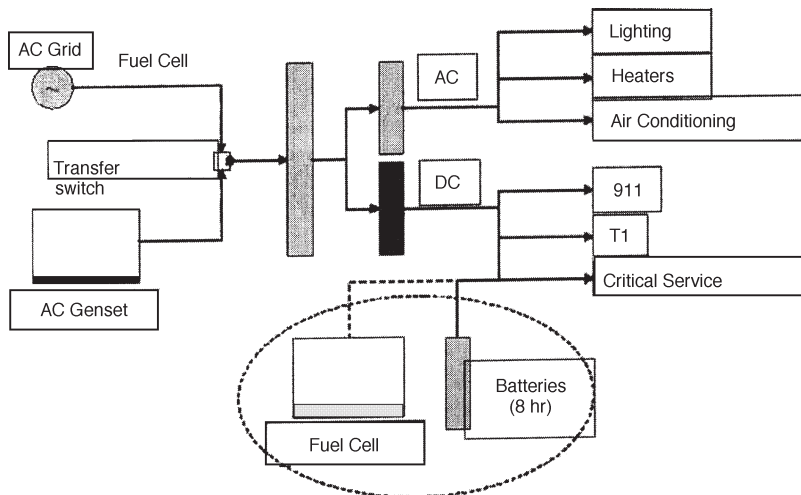 AC Grid
Fuel Cell
~
Transfer
switch
AC Genset
AC
DC
Lighting
Heaters
Air Conditioning
911
T1
Critical Service
Batteries
(8 hr)
Fuel Cell